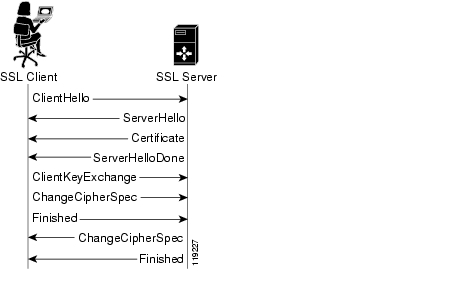 SSL Client
SSL Server
ClientHello
ServerHello
Certificate
ServerHelloDone
ClientKeyExchange
ChangeCipherSpec
Finished
ChangeCipherSpec
Finished
119227